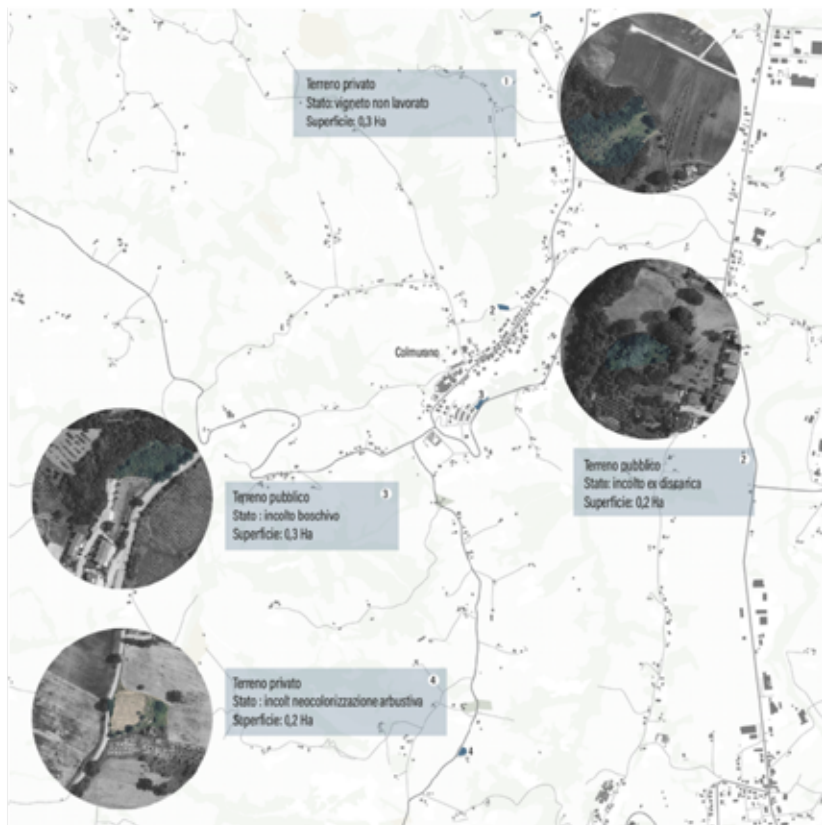 1
Terreno privato 1
Stato: vigneto non lavorato
Superficie: 0,3 Ha
2
Colmurano
3
Terreno pubblico 2
Stato: incolto ex discarica
Superficie: 0,2 Ha
Terreno pubblico 3
Stato : incolto boschivo
Superficie: 0,3 Ha
Terreno privato 4
Stato : incolt neocolorizzazione arbustiva
Superficie: 0,2 Ha
4